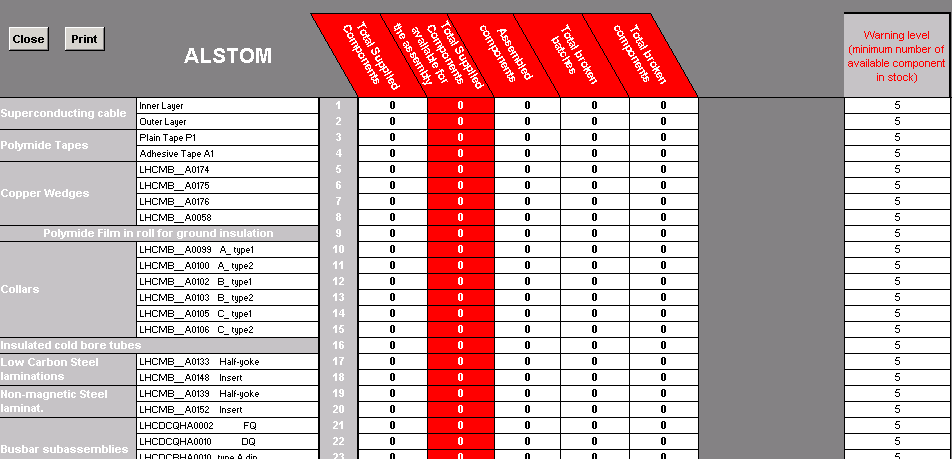 Close Print
ALSTOM
Total Supplied
Components
Total Supplied
Components
available for
the assembly
Assembled
components
Total broken
batches
Total broken
components
Warning level
(minimum number of
available component
in stock)
Superconducting cable
Inner Layer 1 0 0 0 0 0 5
Outer Layer 2 0 0 0 0 0 5
Polymide Tapes
Plain Tape P1 3 0 0 0 0 0 5
Adhesive Tape A1 4 0 0 0 0 0 5
Copper Wedges
LHCMB__A0174 5 0 0 0 0 0 5
LHCMB__A0175 6 0 0 0 0 0 5
LHCMB__A0176 7 0 0 0 0 0 5
LHCMB__A0058 8 0 0 0 0 0 5
Polymide Film in roll for ground insulation 9 0 0 0 0 0 5
Collars
LHCMB__A0099 A_ type1 10 0 0 0 0 0 5
LHCMB__A0100 A_ type2 11 0 0 0 0 0 5
LHCMB__A0102 B_ type1 12 0 0 0 0 0 5
LHCMB__A0103 B_ type2 13 0 0 0 0 0 5
LHCMB__A0105 C_ type1 14 0 0 0 0 0 5
LHCMB__A0106 C_ type2 15 0 0 0 0 0 5
Insulated cold bore tubes 16 0 0 0 0 0 5
Low Carbon Steel
laminations
LHCMB__A0133 Half-yoke 17 0 0 0 0 0 5
LHCMB__A0148 Insert 18 0 0 0 0 0 5
Non-magnetic Steel
laminat.
LHCMB__A0139 Half-yoke 19 0 0 0 0 0 5
LHCMB__A0152 Insert 20 0 0 0 0 0 5
Busbar subassemblies
LHCDCQHA0002 FQ 21 0 0 0 0 0 5
LHCDCQHA0010 DQ 22 0 0 0 0 0 5
LHCDCBHA0010 type A dip 23 0 0 0 0 0 5